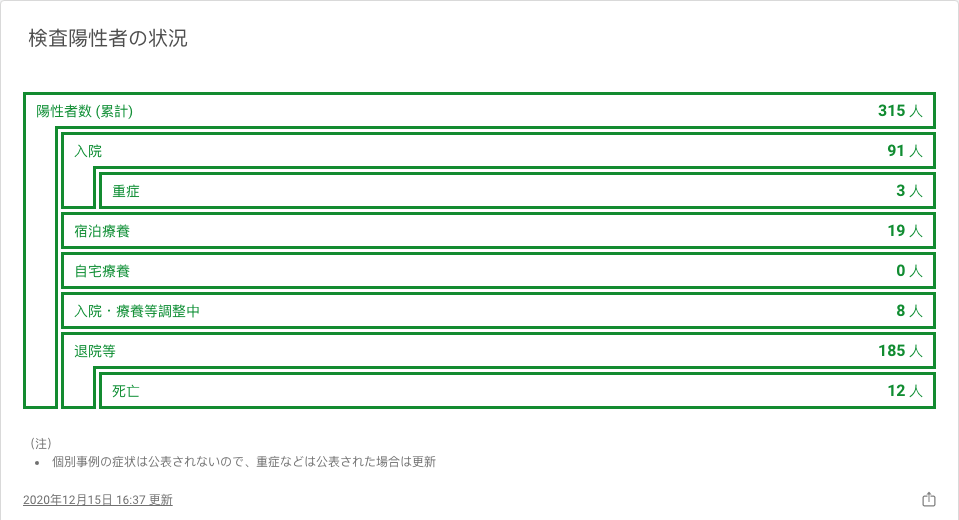 検査陽性者の状況
陽性者数 (累計) 315 人
入院 91 人
重症 3 人
宿泊療養 19 人
自宅療養 0 人
入院・療養等調整中 8 人
退院等 185 人
死亡 12 人
(注)
• 個別事例の症状は公表されないので、重症などは公表された場合は更新
2020年12月15日 16:37 更新